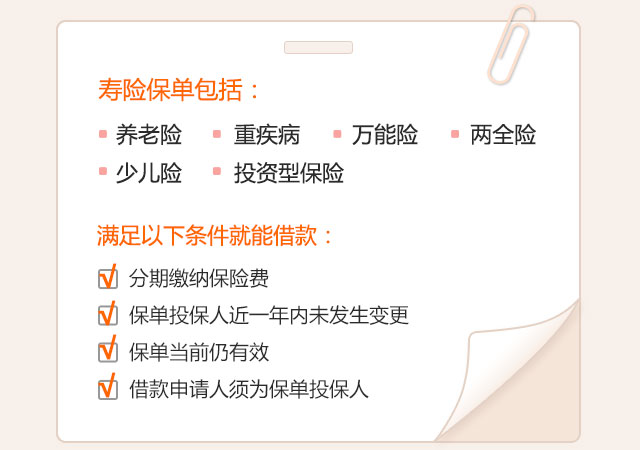 寿险保单包括：
养老险 重疾病 万能险 两全险
少儿险 投资型保险
满足以下条件就能借款：
分期缴纳保险费
保单投保人近一年内未发生变更
保单当前仍有效
借款申请人须为保单投保人